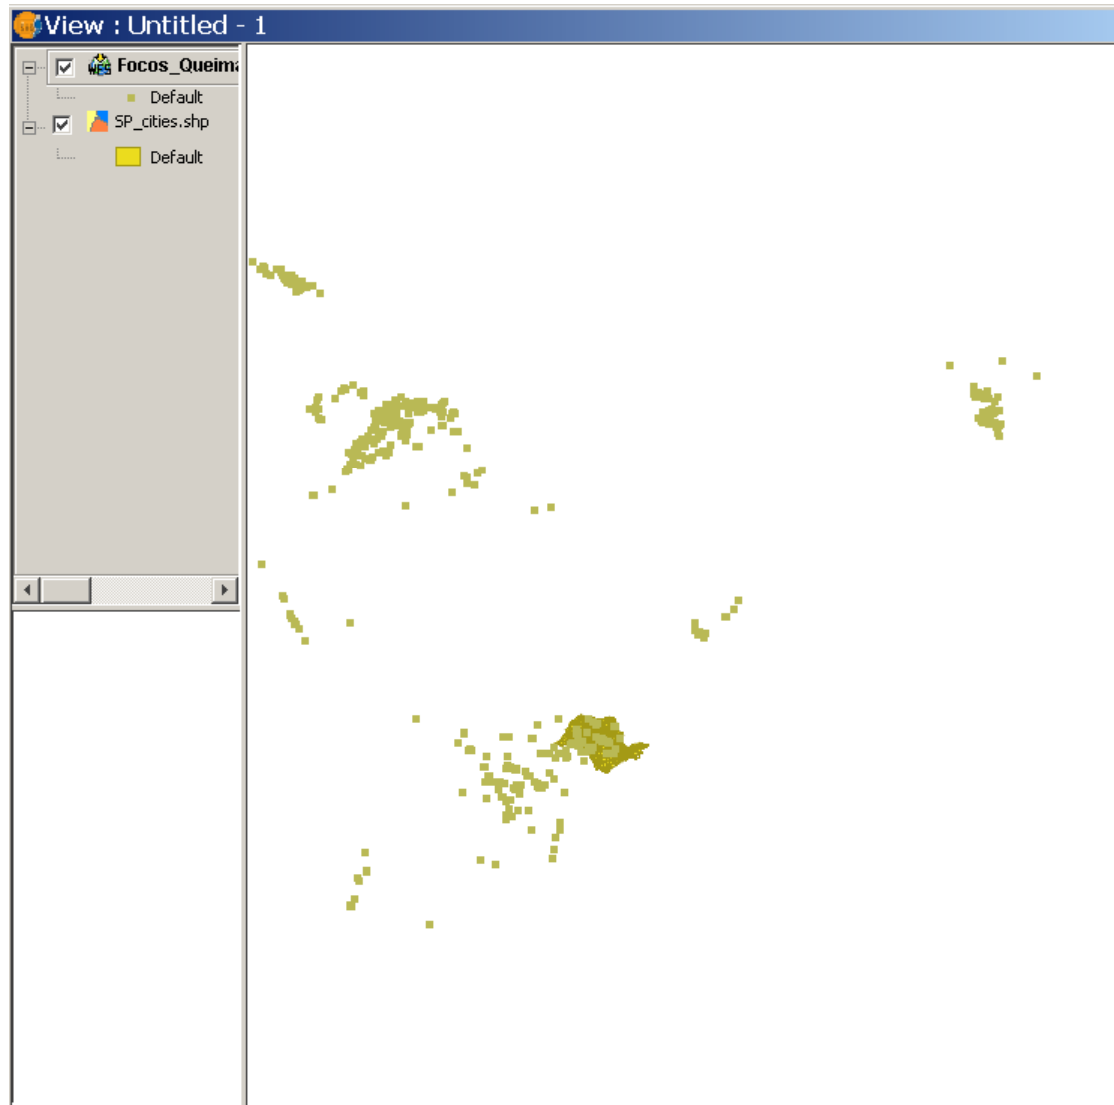 View : Untitled - 1
Focos_Queima
Default
SP_cities.shp
Default